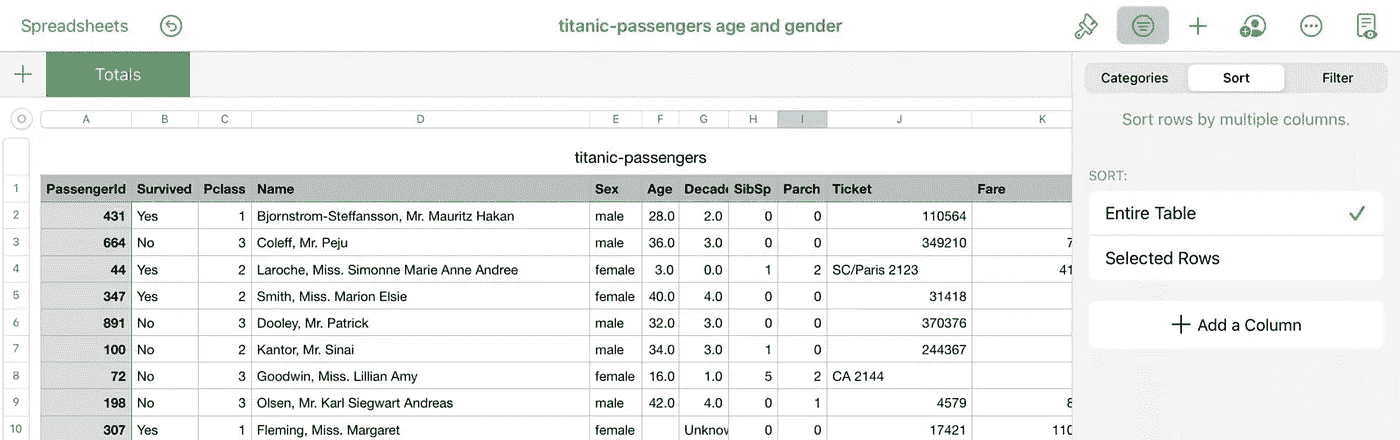 Spreadsheets titanic-passengers age and gender
Totals Categories Sort Filter
Sort rows by multiple columns.
A B C D E F G H I J K
titanic-passengers
SORT:
1 PassengerId Survived Pclass Name Sex Age Decade SibSp Parch Ticket Fare
2 431 Yes 1 Bjornstrom-Steffansson, Mr. Mauritz Hakan male 28.0 2.0 0 0 110564
Entire Table
3 664 No 3 Coleff, Mr. Peju male 36.0 3.0 0 0 349210 7
4 44 Yes 2 Laroche, Miss. Simonne Marie Anne Andree female 3.0 0.0 1 2 SC/Paris 2123 41
Selected Rows
5 347 Yes 2 Smith, Miss. Marion Elsie female 40.0 4.0 0 0 31418
6 891 No 3 Dooley, Mr. Patrick male 32.0 3.0 0 0 370376
Add a Column
7 100 No 2 Kantor, Mr. Sinai male 34.0 3.0 1 0 244367
8 72 No 3 Goodwin, Miss. Lillian Amy female 16.0 1.0 5 2 CA 2144
9 198 No 3 Olsen, Mr. Karl Siegwart Andreas male 42.0 4.0 0 1 4579 8
10 307 Yes 1 Fleming, Miss. Margaret female Unknow 0 0 17421 110